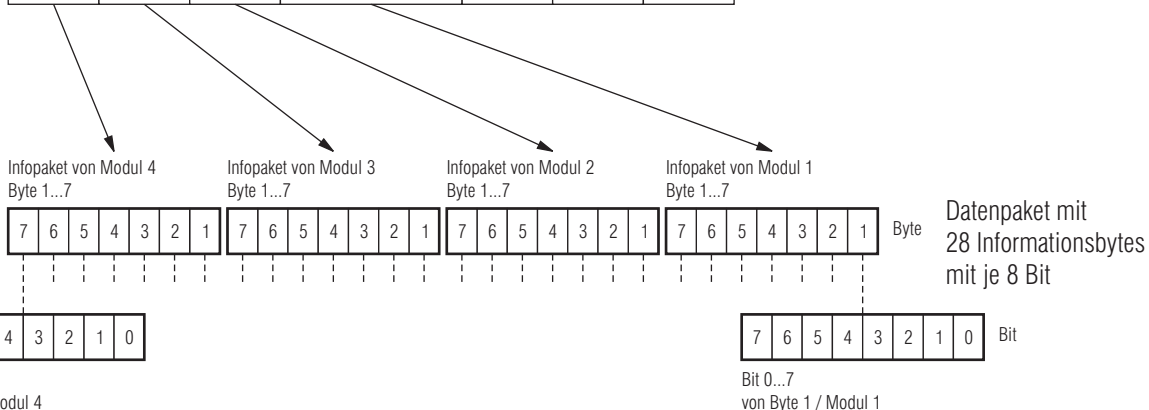 Infopaket von Modul 4
Byte 1...7
Infopaket von Modul 3
Byte 1...7
Infopaket von Modul 2
Byte 1...7
Infopaket von Modul 1
Byte 1...7
7 6 5 4 3 2 1
7 6 5 4 3 2 1
7 6 5 4 3 2 1
7 6 5 4 3 2 1
Byte
Datenpaket mit
28 Informationsbytes
mit je 8 Bit
4 3 2 1 0
7 6 5 4 3 2 1 0
Bit
odul 4
Bit 0...7
von Byte 1 / Modul 1